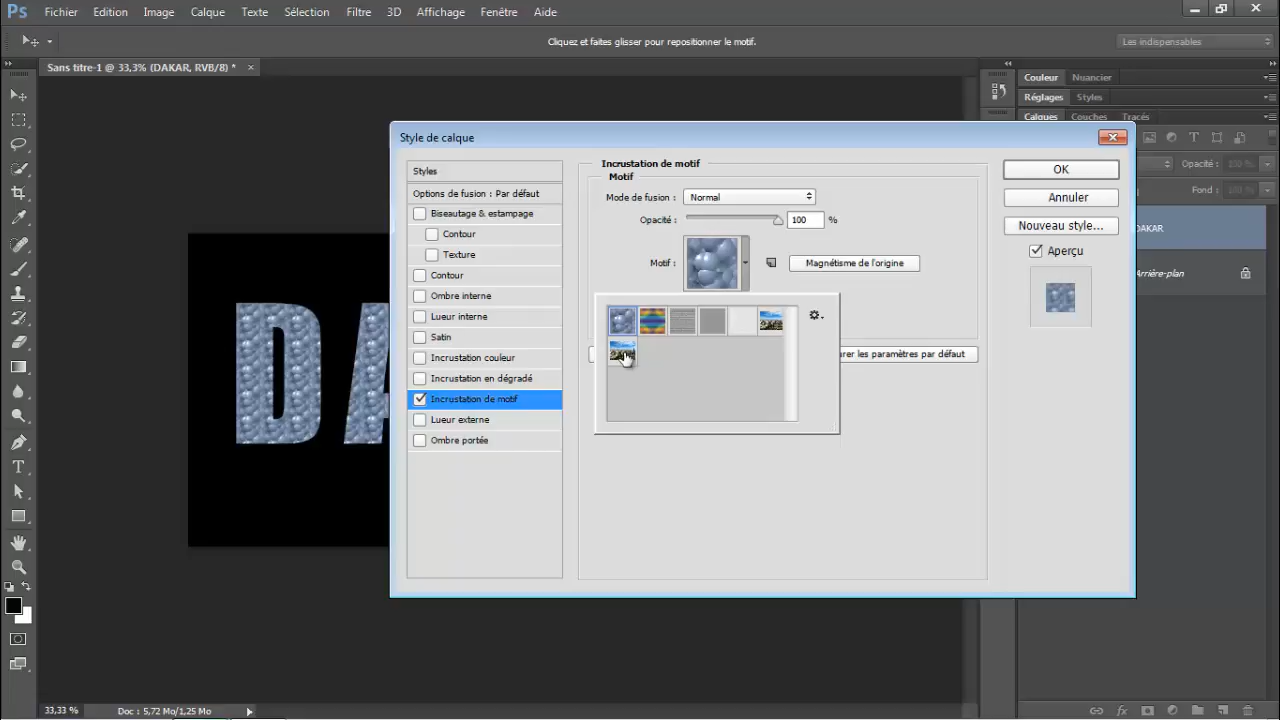 Ps Fichier Edition Image Calque Texte Sélection Filtre 3D Affichage Fenêtre Aide
Cliquez et faites glisser pour repositionner le motif.
Les indispensables
Sans titre-1 @ 33,3% (DAKAR, RVB/8) *
Couleur Nuancier
Réglages Styles
Calques Couches Tracés
Opacité : 100 %
Fond : 100 %
DAKAR
Arrière-plan
Style de calque
Styles
Options de fusion : Par défaut
Biseautage & estampage
Contour
Texture
Contour
Ombre interne
Lueur interne
Satin
Incrustation couleur
Incrustation en dégradé
Incrustation de motif
Lueur externe
Ombre portée
Incrustation de motif
Motif
Mode de fusion : Normal
Opacité : 100 %
Motif : Magnétisme de l'origine
urer les paramètres par défaut
OK
Annuler
Nouveau style...
Aperçu
DA
T
33,33 % Doc : 5,72 Mo/1,25 Mo
fx